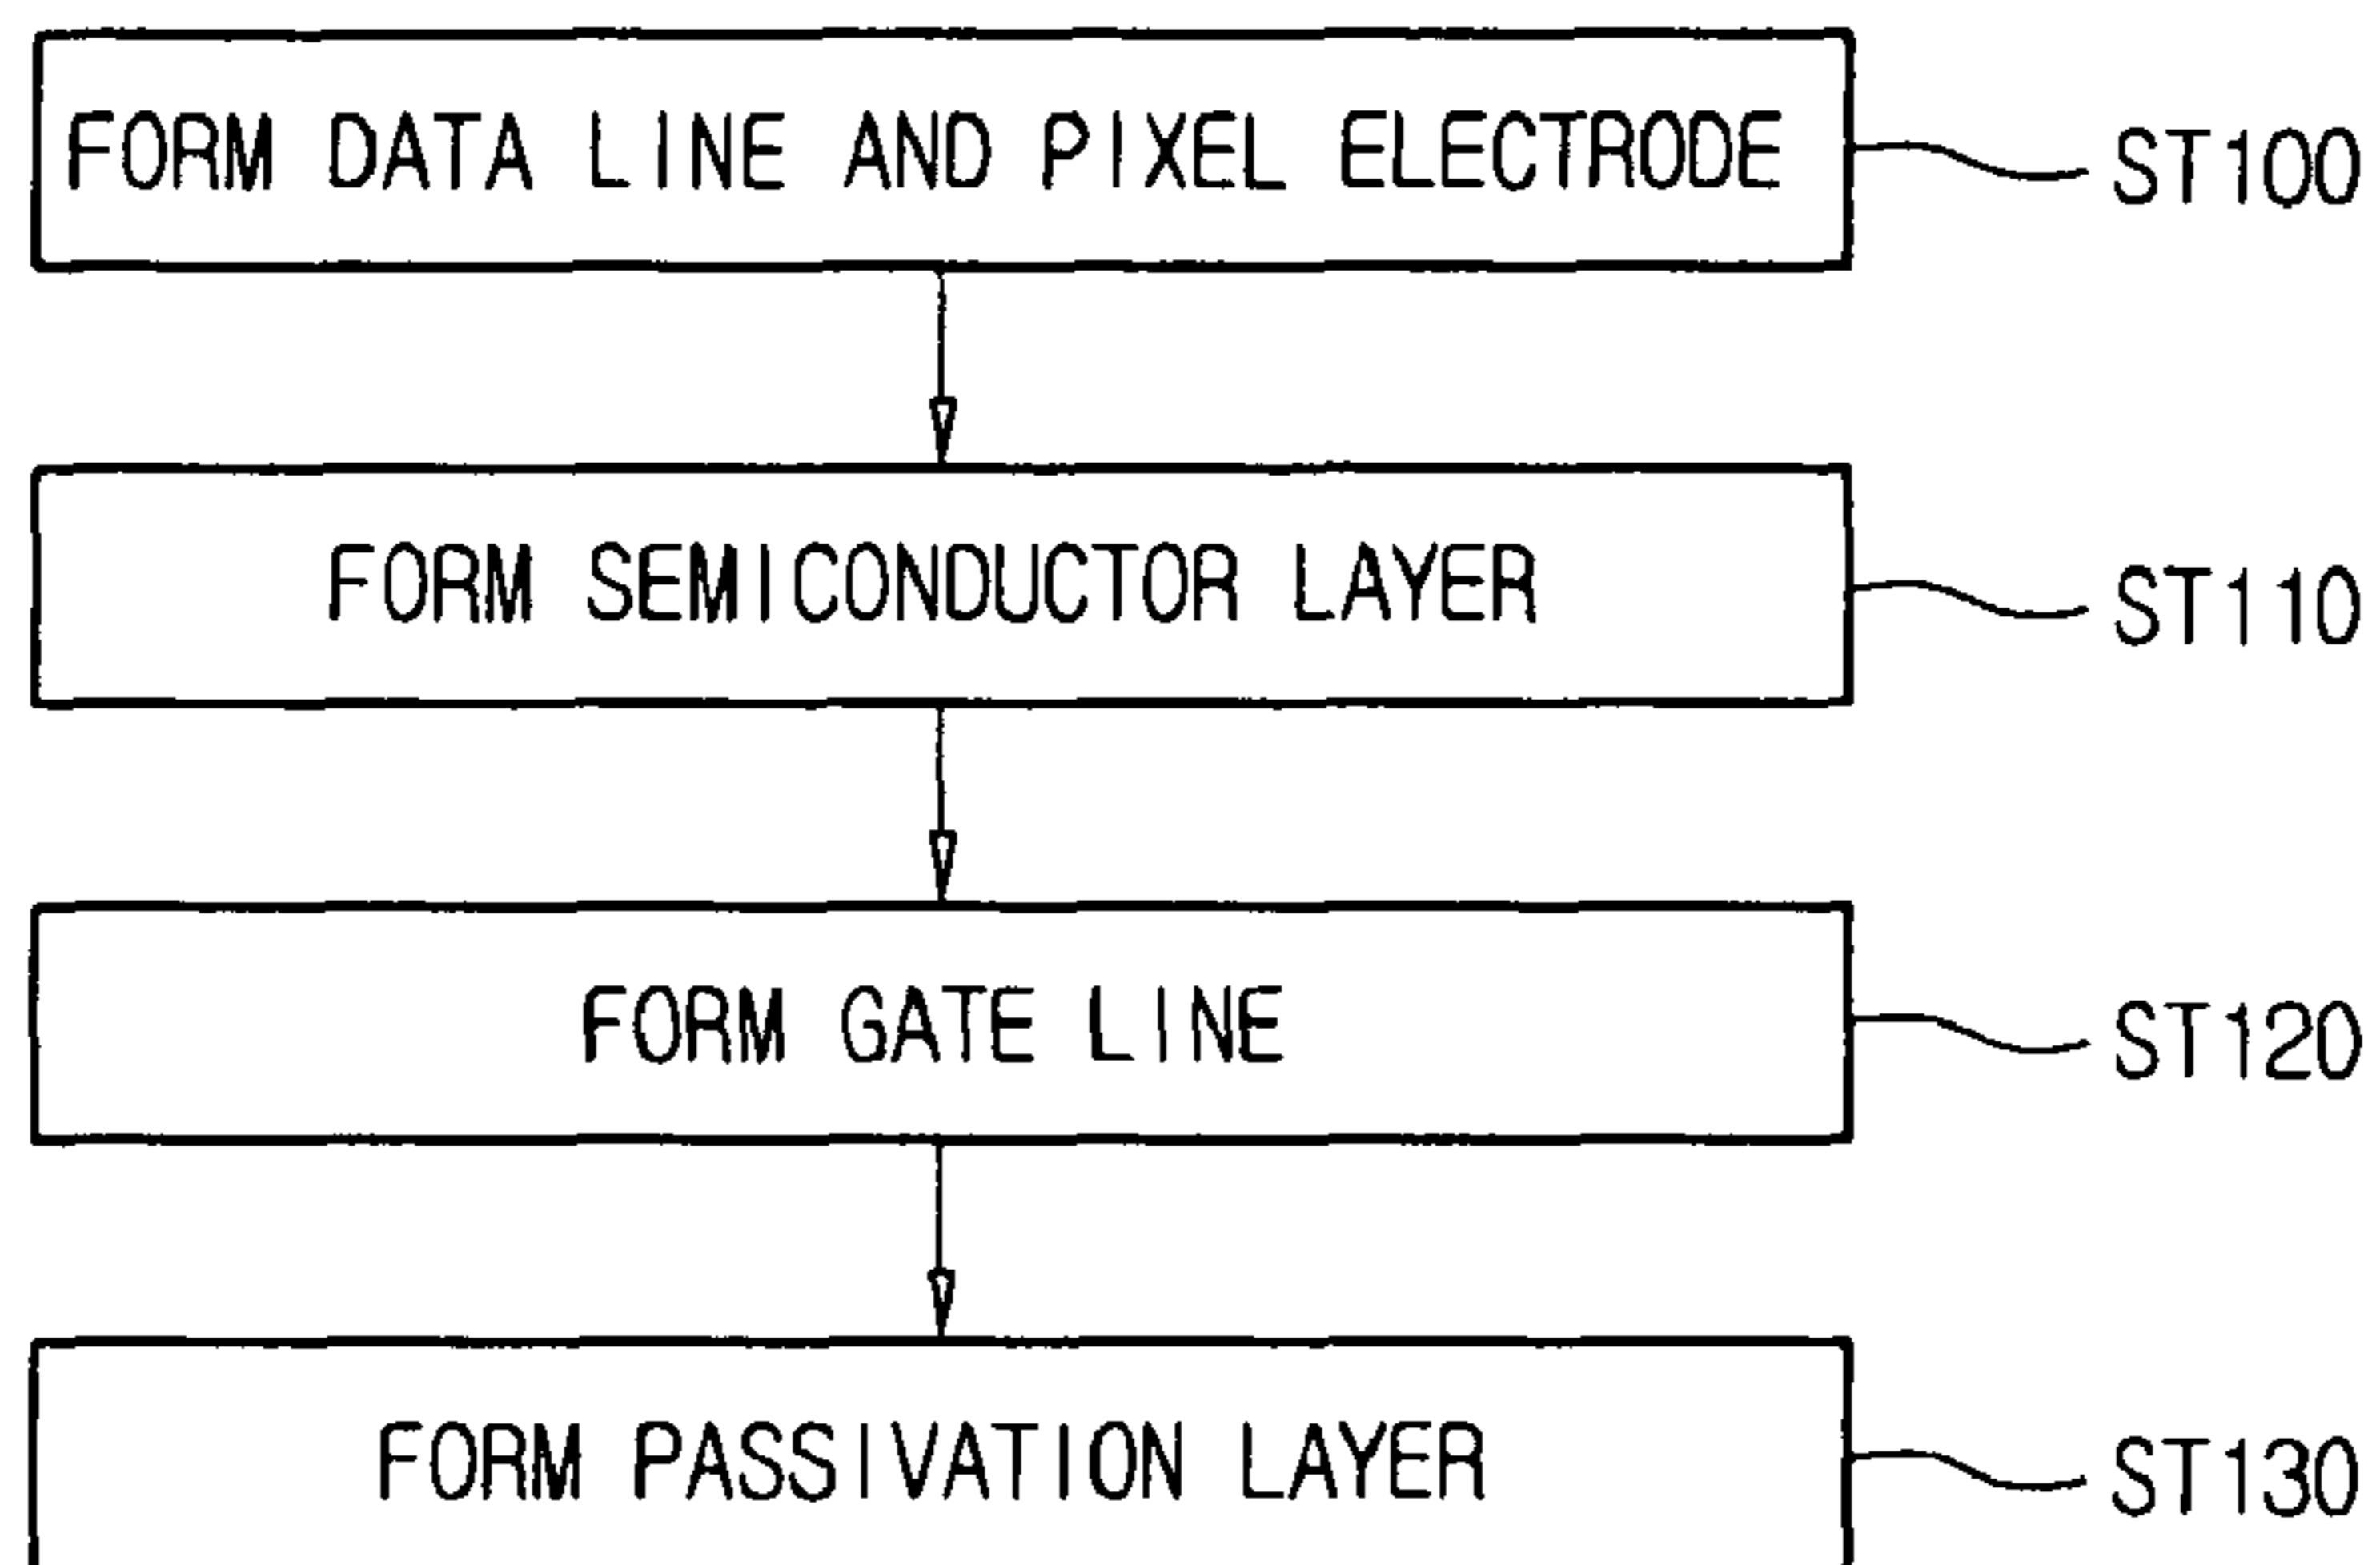 FORM DATA LINE AND PIXEL ELECTRODE
ST100
FORM SEMICONDUCTOR LAYER
ST110
FORM GATE LINE
ST120
FORM PASSIVATION LAYER
ST130